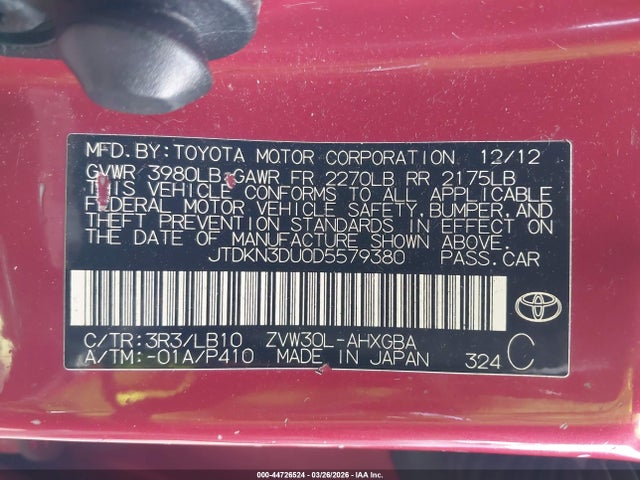 MFD. BY: TOYOTA MOTOR CORPORATION 12/12
GVWR 3980LB GAWR FR 2270LB RR 2175LB
THIS VEHICLE CONFORMS TO ALL APPLICABLE
FEDERAL MOTOR VEHICLE SAFETY, BUMPER, AND
THEFT PREVENTION STANDARDS IN EFFECT ON
THE DATE OF MANUFACTURE SHOWN ABOVE.
JTDKN3DU0D5579380 PASS. CAR
C/TR: 3R3/LB10 ZVW30L-AHXGBA
A/TM: -01A/P410 MADE IN JAPAN 324 C
000-44726524 | 03/26/2026 | IAA, Inc.